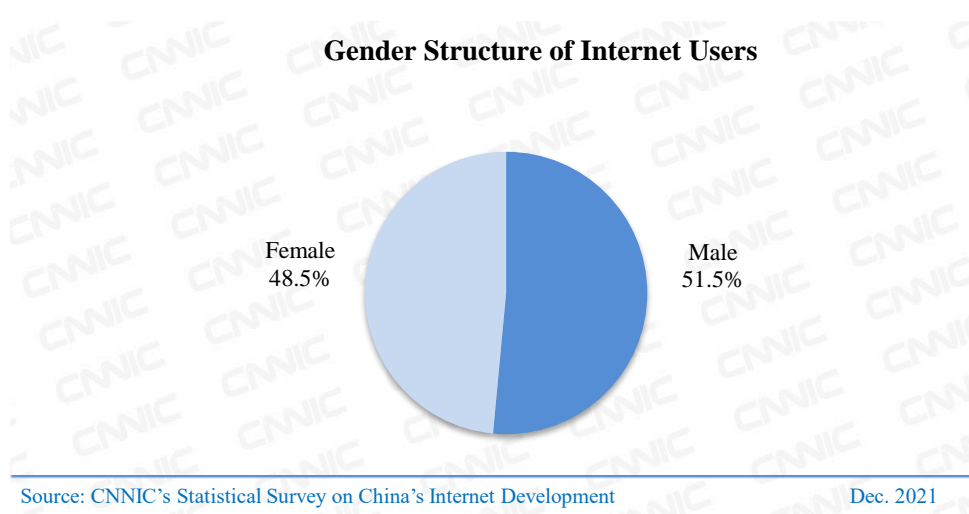 Gender Structure of Internet Users
Female
48.5%
Male
51.5%
Source: CNNIC's Statistical Survey on China's Internet Development Dec. 2021
CNNIC